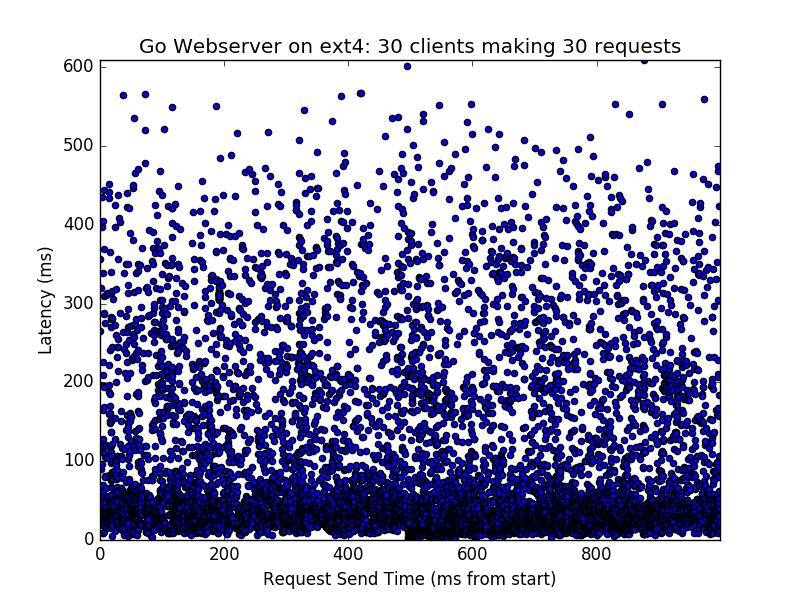 Go Webserver on ext4: 30 clients making 30 requests
600
500
400
300
200
100
0
Latency (ms)
0 200 400 600 800
Request Send Time (ms from start)